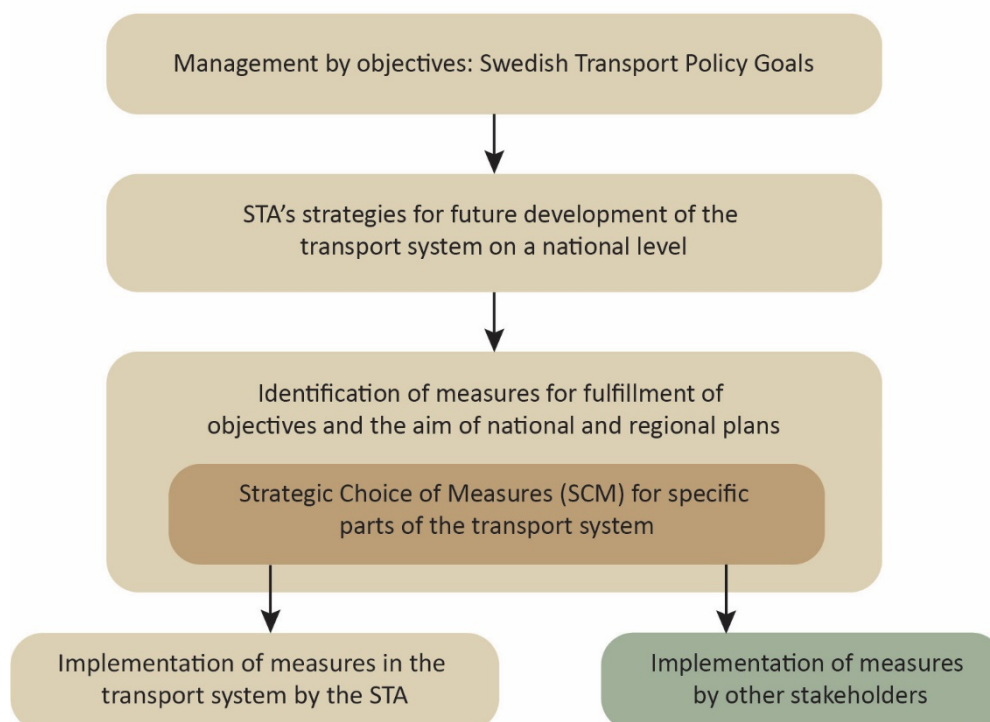 Management by objectives: Swedish Transport Policy Goals
STA’s strategies for future development of the
transport system on a national level
Identification of measures for fulfillment of
objectives and the aim of national and regional plans
Strategic Choice of Measures (SCM) for specific
parts of the transport system
Implementation of measures in the
transport system by the STA
Implementation of measures
by other stakeholders